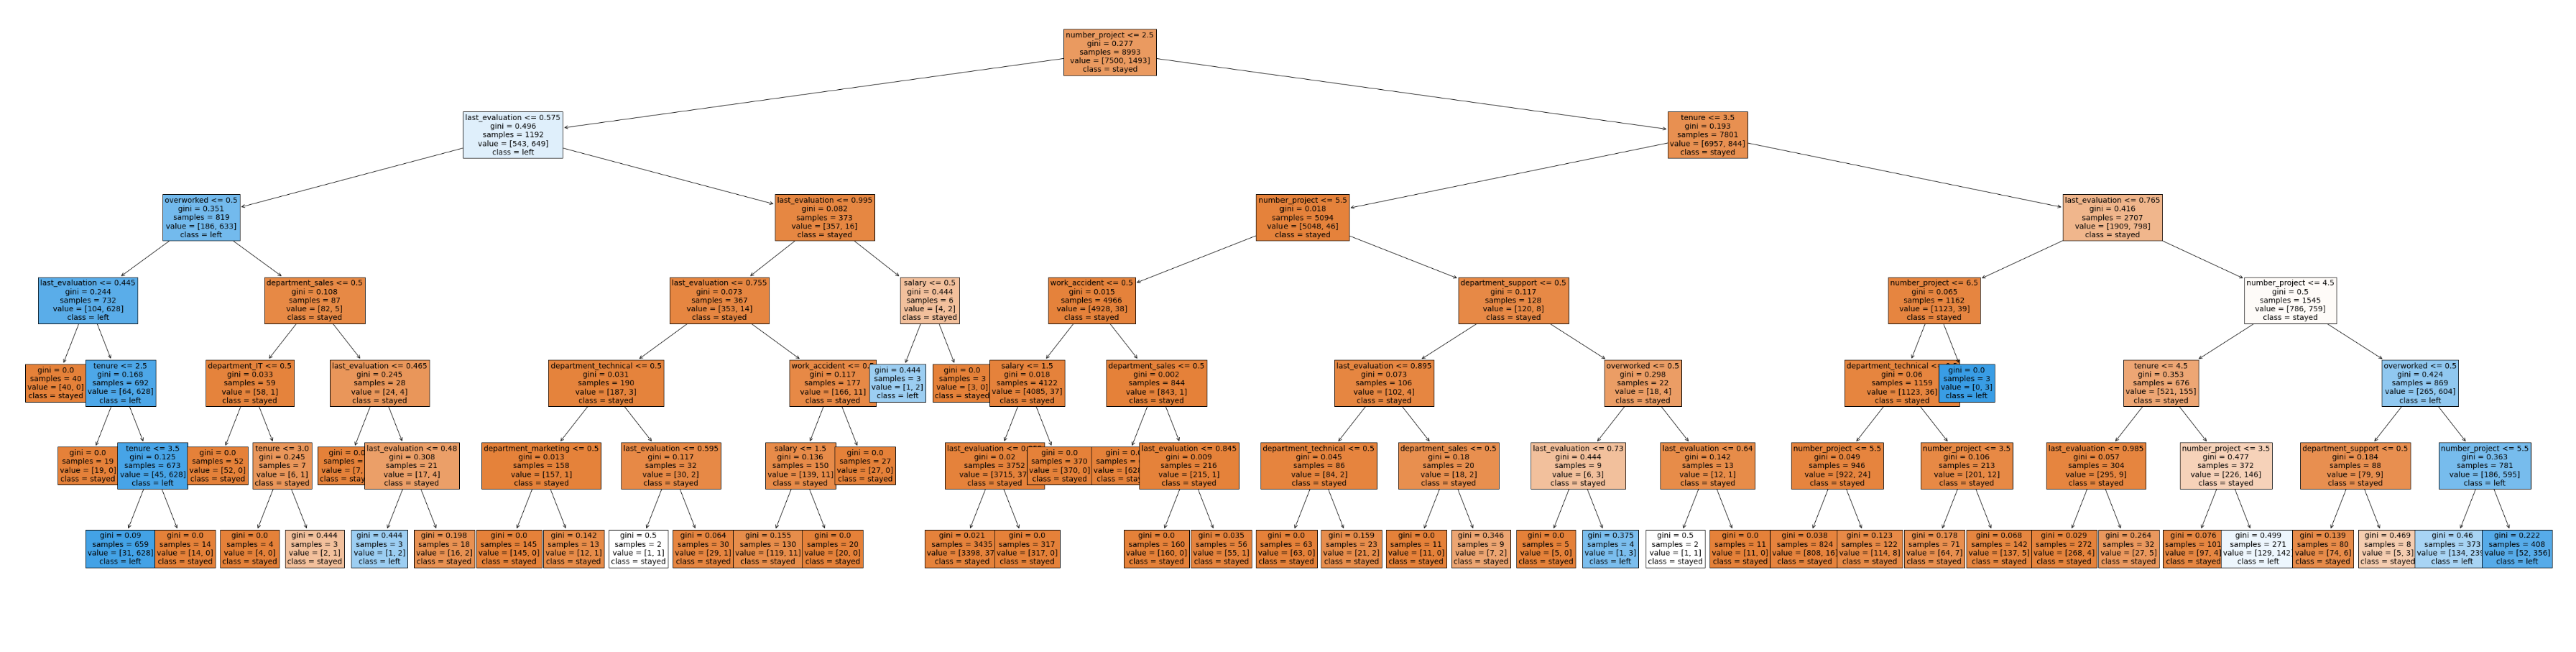 number_project <= 2.5
gini = 0.277
samples = 8993
value = [7500, 1493]
class = stayed
last_evaluation <= 0.575
gini = 0.496
samples = 1192
value = [543, 649]
class = left
tenure <= 3.5
gini = 0.193
samples = 7801
value = [6957, 844]
class = stayed
overworked <= 0.5
gini = 0.351
samples = 819
value = [186, 633]
class = left
last_evaluation <= 0.995
gini = 0.082
samples = 373
value = [357, 16]
class = stayed
number_project <= 5.5
gini = 0.018
samples = 5094
value = [5048, 46]
class = stayed
last_evaluation <= 0.765
gini = 0.416
samples = 2707
value = [1909, 798]
class = stayed
last_evaluation <= 0.445
gini = 0.244
samples = 732
value = [104, 628]
class = left
department_sales <= 0.5
gini = 0.108
samples = 87
value = [82, 5]
class = stayed
last_evaluation <= 0.755
gini = 0.073
samples = 367
value = [353, 14]
class = stayed
salary <= 0.5
gini = 0.444
samples = 6
value = [4, 2]
class = stayed
work_accident <= 0.5
gini = 0.015
samples = 4966
value = [4928, 38]
class = stayed
department_support <= 0.5
gini = 0.117
samples = 128
value = [120, 8]
class = stayed
number_project <= 6.5
gini = 0.065
samples = 1162
value = [1123, 39]
class = stayed
number_project <= 4.5
gini = 0.5
samples = 1545
value = [786, 759]
class = stayed
gini = 0.0
samples = 40
value = [40, 0]
class = stayed
tenure <= 2.5
gini = 0.168
samples = 692
value = [64, 628]
class = left
department_IT <= 0.5
gini = 0.033
samples = 59
value = [58, 1]
class = stayed
last_evaluation <= 0.465
gini = 0.245
samples = 28
value = [24, 4]
class = stayed
department_technical <= 0.5
gini = 0.031
samples = 190
value = [187, 3]
class = stayed
work_accident <=
gini = 0.117
samples = 177
value = [166, 11]
class = stayed
gini = 0.444
samples = 3
value = [1, 2]
class = left
gini = 0.0
samples = 3
value = [3, 0]
class = stayed
salary <= 1.5
gini = 0.018
samples = 4122
value = [4085, 37]
class = stayed
department_sales <= 0.5
gini = 0.002
samples = 844
value = [843, 1]
class = stayed
last_evaluation <= 0.895
gini = 0.073
samples = 106
value = [102, 4]
class = stayed
overworked <= 0.5
gini = 0.298
samples = 22
value = [18, 4]
class = stayed
department_technical
gini = 0.06
samples = 1159
value = [1123, 36]
class = stayed
gini = 0.0
samples = 3
value = [0, 3]
class = left
tenure <= 4.5
gini = 0.353
samples = 676
value = [521, 155]
class = stayed
overworked <= 0.5
gini = 0.424
samples = 869
value = [265, 604]
class = left
gini = 0.0
samples = 19
value = [19, 0]
class = stayed
tenure <= 3.5
gini = 0.125
samples = 673
value = [45, 628]
class = left
gini = 0.0
samples = 52
value = [52, 0]
class = stayed
tenure <= 3.0
gini = 0.245
samples = 7
value = [6, 1]
class = stayed
gini =
samples =
value = [7,
class =
last_evaluation <= 0.48
gini = 0.308
samples = 21
value = [17, 4]
class = stayed
department_marketing <= 0.5
gini = 0.013
samples = 158
value = [157, 1]
class = stayed
last_evaluation <= 0.595
gini = 0.117
samples = 32
value = [30, 2]
class = stayed
salary <= 1.5
gini = 0.136
samples = 150
value = [139, 11]
class = stayed
gini = 0.0
samples = 27
value = [27, 0]
class = stayed
last_evaluation <=
gini = 0.02
samples = 3752
value = [3715,
class = stayed
gini = 0.0
samples = 370
value = [370, 0]
class = stayed
gini =
samples =
value =
class =
last_evaluation <= 0.845
gini = 0.009
samples = 216
value = [215, 1]
class = stayed
department_technical <= 0.5
gini = 0.045
samples = 86
value = [84, 2]
class = stayed
department_sales <= 0.5
gini = 0.18
samples = 20
value = [18, 2]
class = stayed
last_evaluation <= 0.73
gini = 0.444
samples = 9
value = [6, 3]
class = stayed
last_evaluation <= 0.64
gini = 0.142
samples = 13
value = [12, 1]
class = stayed
number_project <= 5.5
gini = 0.049
samples = 946
value = [922, 24]
class = stayed
number_project <= 3.5
gini = 0.106
samples = 213
value = [201, 12]
class = stayed
last_evaluation <= 0.985
gini = 0.057
samples = 304
value = [295, 9]
class = stayed
number_project <= 3.5
gini = 0.477
samples = 372
value = [226, 146]
class = stayed
department_support <= 0.5
gini = 0.184
samples = 88
value = [79, 9]
class = stayed
number_project <= 5.5
gini = 0.363
samples = 781
value = [186, 595]
class = left
gini = 0.09
samples = 659
value = [31, 628]
class = left
gini = 0.0
samples = 14
value = [14, 0]
class = stayed
gini = 0.0
samples = 4
value = [4, 0]
class = stayed
gini = 0.444
samples = 3
value = [2, 1]
class = stayed
gini = 0.444
samples = 3
value = [1, 2]
class = left
gini = 0.198
samples = 18
value = [16, 2]
class = stayed
gini = 0.0
samples = 145
value = [145, 0]
class = stayed
gini = 0.142
samples = 13
value = [12, 1]
class = stayed
gini = 0.5
samples = 2
value = [1, 1]
class = stayed
gini = 0.064
samples = 30
value = [29, 1]
class = stayed
gini = 0.155
samples = 130
value = [119, 11]
class = stayed
gini = 0.0
samples = 20
value = [20, 0]
class = stayed
gini = 0.021
samples = 3435
value = [3398, 37
class = stayed
gini = 0.0
samples = 317
value = [317, 0]
class = stayed
gini = 0.0
samples = 160
value = [160, 0]
class = stayed
gini = 0.035
samples = 56
value = [55, 1]
class = stayed
gini = 0.0
samples = 63
value = [63, 0]
class = stayed
gini = 0.159
samples = 23
value = [21, 2]
class = stayed
gini = 0.0
samples = 11
value = [11, 0]
class = stayed
gini = 0.346
samples = 9
value = [7, 2]
class = stayed
gini = 0.0
samples = 5
value = [5, 0]
class = stayed
gini = 0.375
samples = 4
value = [1, 3]
class = left
gini = 0.5
samples = 2
value = [1, 1]
class = stayed
gini = 0.0
samples = 11
value = [11, 0]
class = stayed
gini = 0.038
samples = 824
value = [808, 16]
class = stayed
gini = 0.123
samples = 122
value = [114, 8]
class = stayed
gini = 0.178
samples = 71
value = [64, 7]
class = stayed
gini = 0.068
samples = 142
value = [137, 5]
class = stayed
gini = 0.029
samples = 272
value = [268, 4]
class = stayed
gini = 0.264
samples = 32
value = [27, 5]
class = stayed
gini = 0.076
samples = 101
value = [97, 4]
class = stayed
gini = 0.499
samples = 271
value = [129, 142]
class = left
gini = 0.139
samples = 80
value = [74, 6]
class = stayed
gini = 0.469
samples = 8
value = [5, 3]
class = stayed
gini = 0.46
samples = 373
value = [134,
class = left
gini = 0.222
samples = 408
value = [52, 356]
class = left